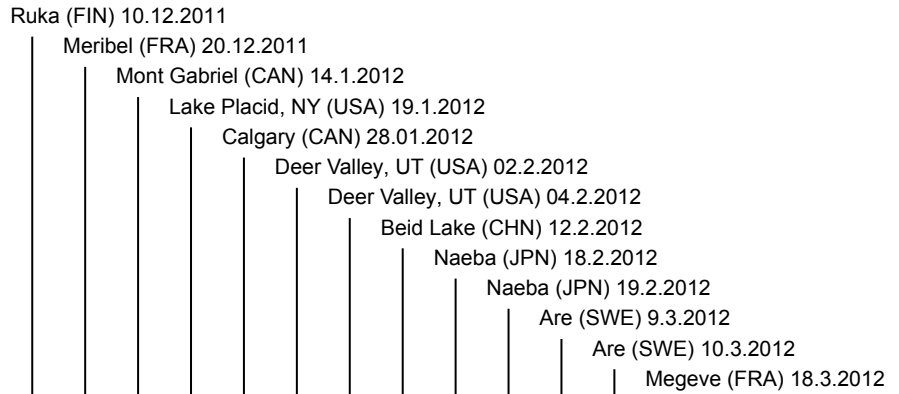 Ruka (FIN) 10.12.2011
Meribel (FRA) 20.12.2011
Mont Gabriel (CAN) 14.1.2012
Lake Placid, NY (USA) 19.1.2012
Calgary (CAN) 28.01.2012
Deer Valley, UT (USA) 02.2.2012
Deer Valley, UT (USA) 04.2.2012
Beid Lake (CHN) 12.2.2012
Naeba (JPN) 18.2.2012
Naeba (JPN) 19.2.2012
Are (SWE) 9.3.2012
Are (SWE) 10.3.2012
Megeve (FRA) 18.3.2012